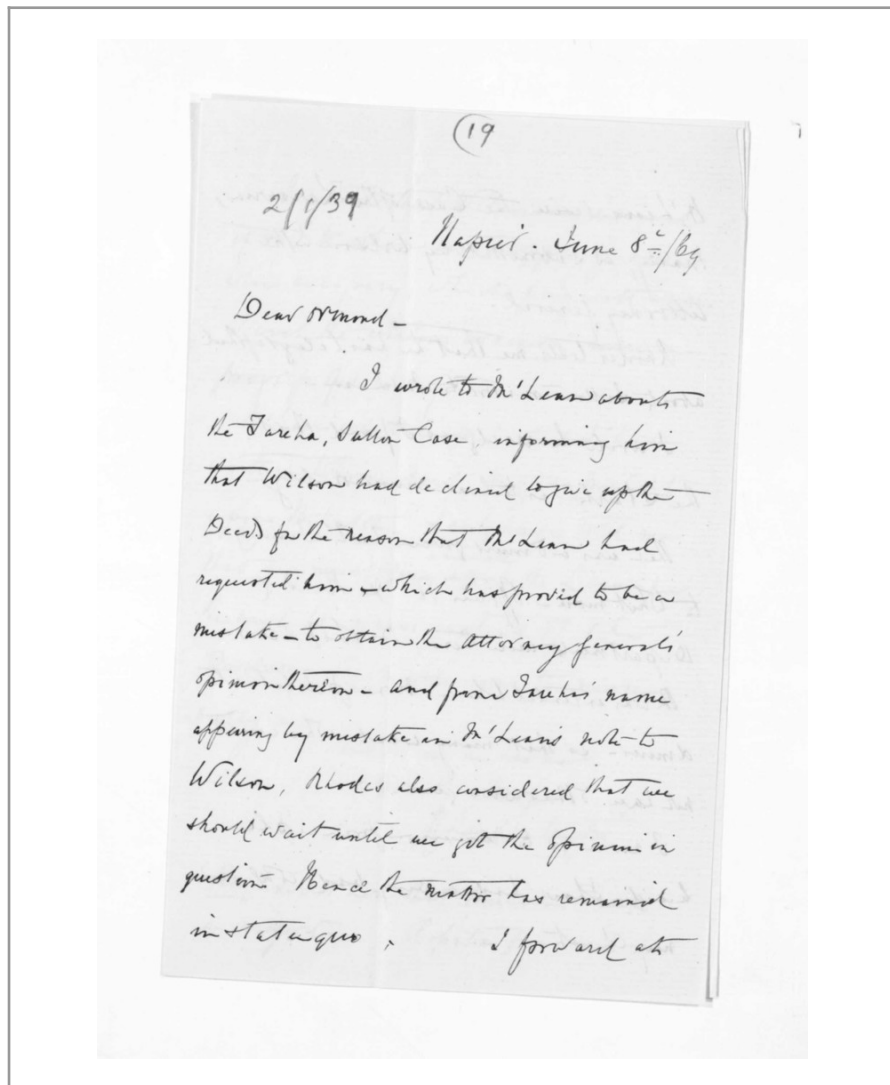 19
2/1/39
Napier. June 8th/69
Dear Ormond -
I wrote to McLean about
the Tareha, Sutton Case, informing him
that Wilson had declined to give up the
Deeds for the reason that McLean had
requested him - which has proved to be a
mistake - to obtain the Attorney General's
opinion thereon - and from Tareha's name
appearing by mistake in McLean's note to
Wilson, Rhodes also considered that we
should wait until we got the opinion in
question - Hence the matter has remained
in statu quo. I forward